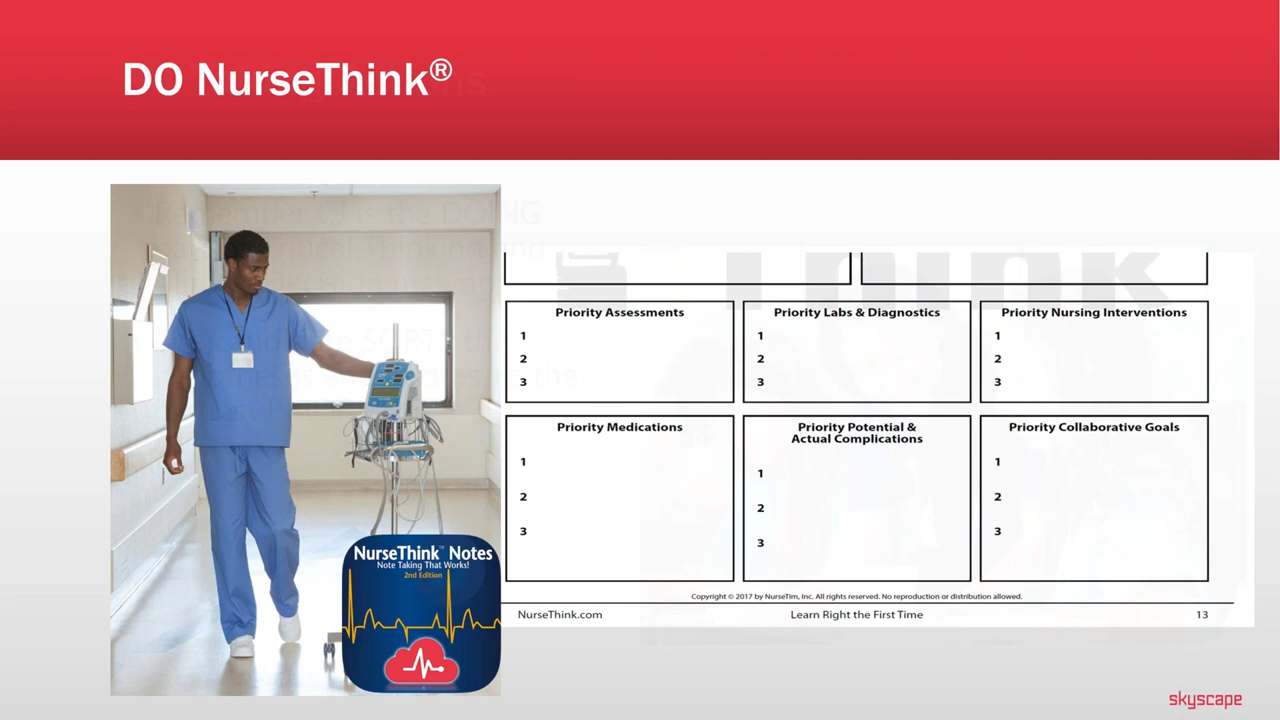 DO NurseThink®
THINK
Priority Assessments
1
2
3
Priority Labs & Diagnostics
1
2
3
Priority Nursing Interventions
1
2
3
Priority Medications
1
2
3
Priority Potential &
Actual Complications
1
2
3
Priority Collaborative Goals
1
2
3
Copyright © 2017 by NurseTim, Inc. All rights reserved. No reproduction or distribution allowed.
NurseThink.com
Learn Right the First Time
13
NurseThink™ Notes
Note Taking That Works!
2nd Edition
skyscape